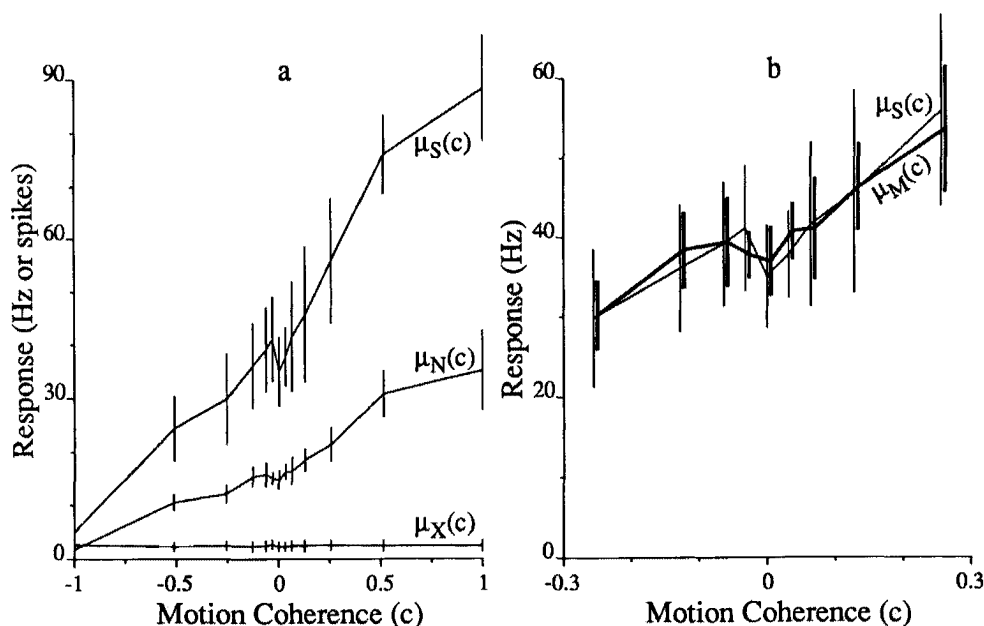 a
90
60
30
0
Response (Hz or spikes)
μS(c)
μN(c)
μX(c)
-1 -0.5 0 0.5 1
Motion Coherence (c)
b
60
40
20
0
Response (Hz)
μS(c)
μM(c)
-0.3 0 0.3
Motion Coherence (c)